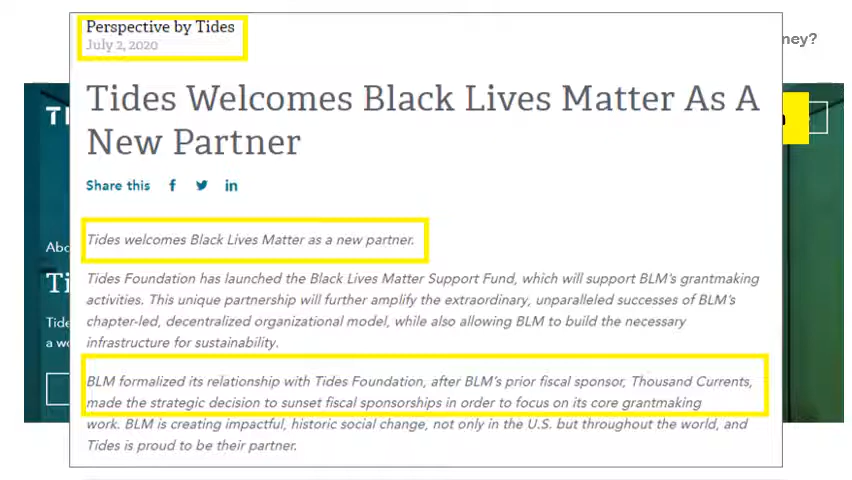 Perspective by Tides
July 2, 2020
ney?
Tides Welcomes Black Lives Matter As A
New Partner
Share this
Tides welcomes Black Lives Matter as a new partner.
Tides Foundation has launched the Black Lives Matter Support Fund, which will support BLM's grantmaking
activities. This unique partnership will further amplify the extraordinary, unparalleled successes of BLM's
chapter-led, decentralized organizational model, while also allowing BLM to build the necessary
infrastructure for sustainability.
BLM formalized its relationship with Tides Foundation, after BLM's prior fiscal sponsor, Thousand Currents,
made the strategic decision to sunset fiscal sponsorships in order to focus on its core grantmaking
work. BLM is creating impactful, historic social change, not only in the U.S. but throughout the world, and
Tides is proud to be their partner.